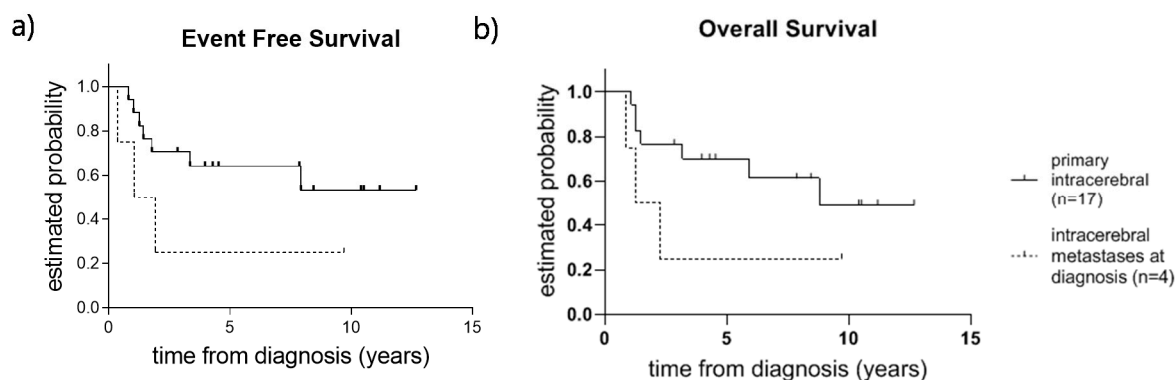 a)
Event Free Survival
estimated probability
1.0
0.8
0.6
0.4
0.2
0.0
0
5
10
15
time from diagnosis (years)
b)
Overall Survival
estimated probability
1.0
0.8
0.6
0.4
0.2
0.0
0
5
10
15
time from diagnosis (years)
primary
intracerebral
(n=17)
intracerebral
metastases at
diagnosis (n=4)